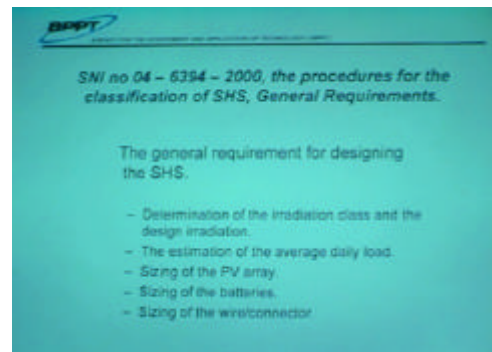 BPPT
SNI no 04 – 6394 – 2000, the procedures for the
classification of SHS, General Requirements.
The general requirement for designing
the SHS.
– Determination of the irradiation class and the
design irradiation.
– The estimation of the average daily load.
– Sizing of the PV array.
– Sizing of the batteries.
– Sizing of the wire/connector